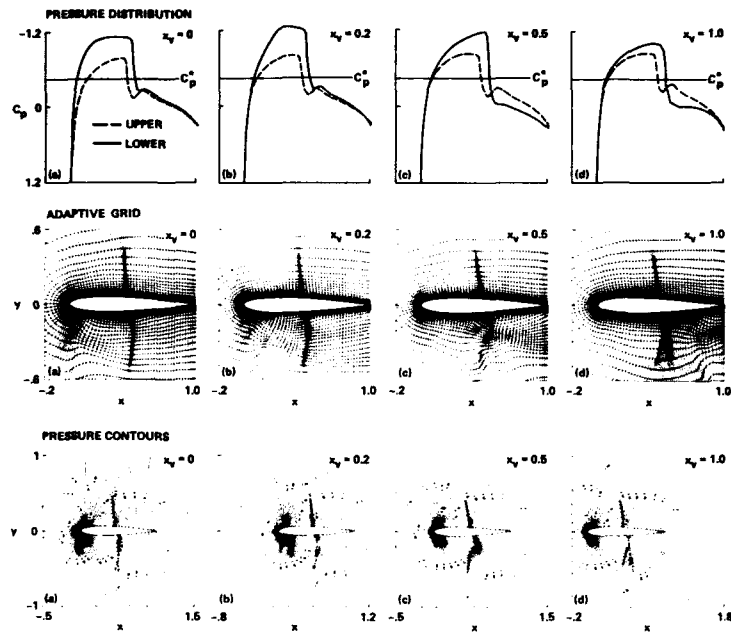 PRESSURE DISTRIBUTION
-1.2
x_v = 0
x_v = 0.2
x_v = 0.5
x_v = 1.0
C_p^*
C_p^*
C_p^*
C_p^*
C_p 0
UPPER
LOWER
1.2
(a)
(b)
(c)
(d)
ADAPTIVE GRID
.6
x_v = 0
x_v = 0.2
x_v = 0.5
x_v = 1.0
y 0
-.6
(a)
(b)
(c)
(d)
-.2 1.0
-.2 1.0
-.2 1.0
-.2 1.0
x
x
x
x
PRESSURE CONTOURS
1
x_v = 0
x_v = 0.2
x_v = 0.5
x_v = 1.0
y 0
-1
(a)
(b)
(c)
(d)
-.5 1.5
-.8 1.2
-.5 1.5
-.2 1.8
x
x
x
x